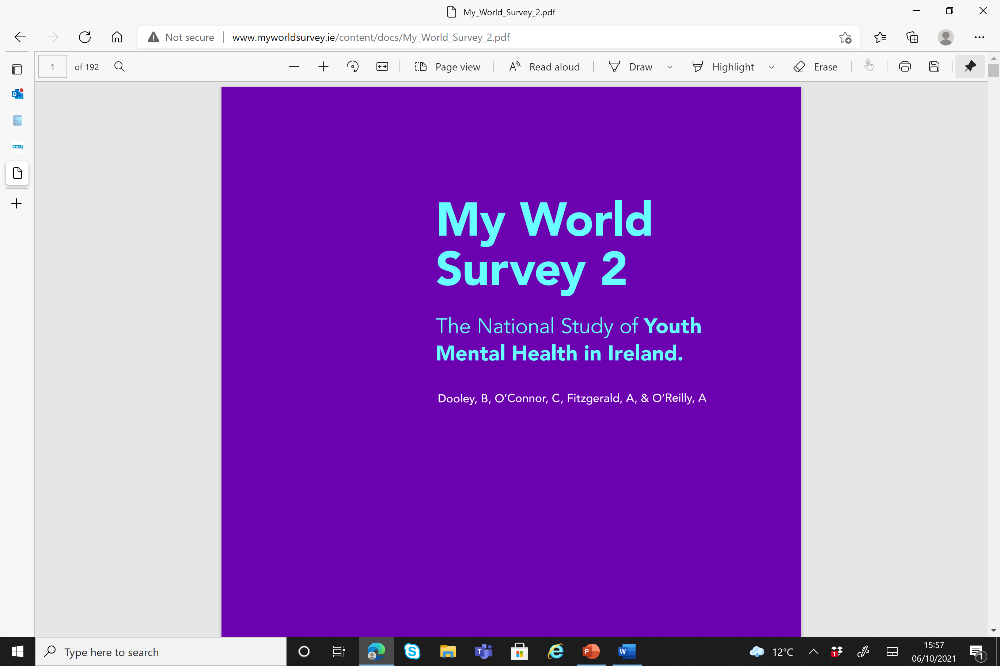 My_World_Survey_2.pdf
Not secure
www.myworldsurvey.ie/content/docs/My_World_Survey_2.pdf
1 of 192
Page view
Read aloud
Draw
Highlight
Erase
cmaj
My World
Survey 2
The National Study of Youth
Mental Health in Ireland.
Dooley, B, O’Connor, C, Fitzgerald, A, & O’Reilly, A
Type here to search
12°C
15:57
06/10/2021
1
1